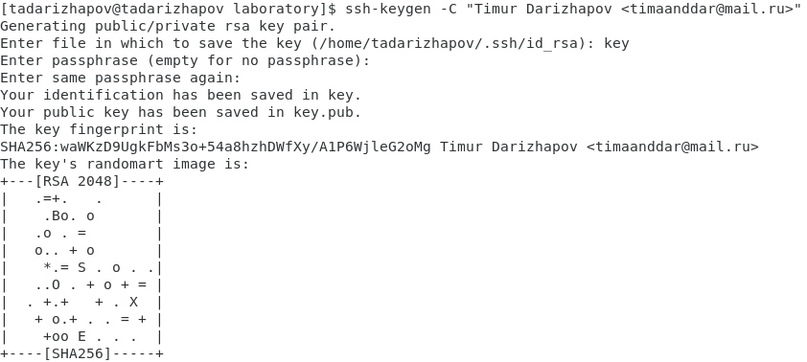 [tadarizhapov@tadarizhapov laboratory]$ ssh-keygen -C "Timur Darizhapov <timaanddar@mail.ru>"
Generating public/private rsa key pair.
Enter file in which to save the key (/home/tadarizhapov/.ssh/id_rsa): key
Enter passphrase (empty for no passphrase):
Enter same passphrase again:
Your identification has been saved in key.
Your public key has been saved in key.pub.
The key fingerprint is:
SHA256:waWKzD9UgkFbMs3o+54a8hzhDWfXy/A1P6WjleG2oMg Timur Darizhapov <timaanddar@mail.ru>
The key's randomart image is:
+---[RSA 2048]----+
|   .=+.   .      |
|    .Bo. o       |
|   .o . =        |
|   o.. + o       |
|    *.= S . o . .|
|   ..O . + o + = |
|  . +.+   + . X  |
|   + o.+ . . = + |
|    +oo E . . .  |
+----[SHA256]-----+